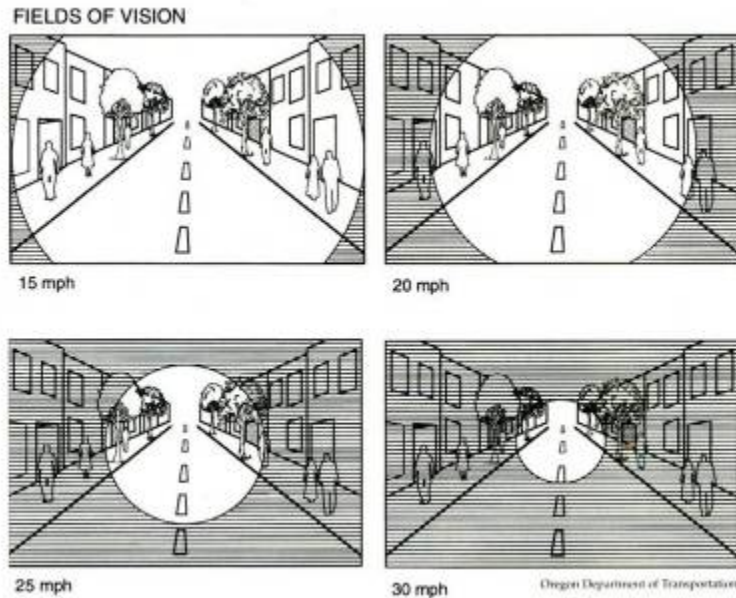 FIELDS OF VISION
15 mph
20 mph
25 mph
30 mph
Oregon Department of Transportation